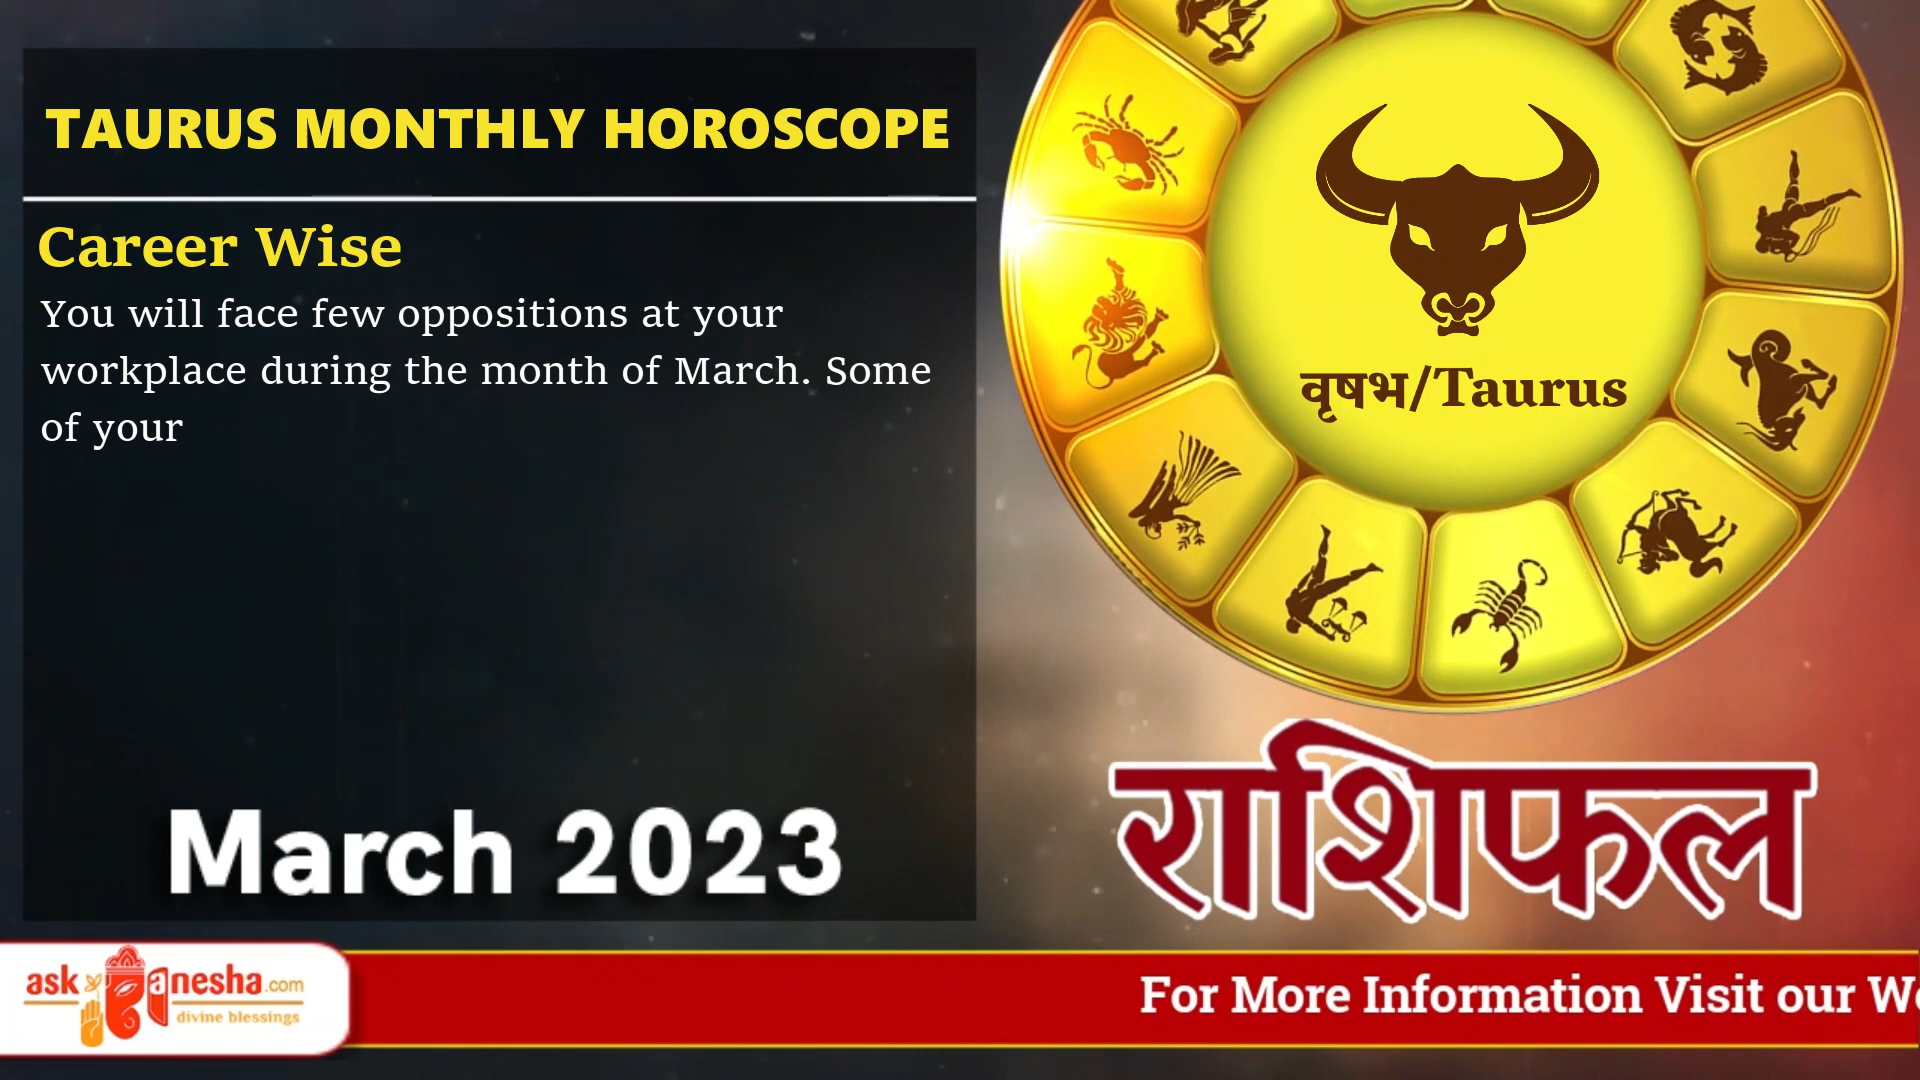 TAURUS MONTHLY HOROSCOPE
Career Wise
You will face few oppositions at your
workplace during the month of March. Some
of your
March 2023
वृषभ/Taurus
राशिफल
ask Ganesha.com
divine blessings
For More Information Visit our We